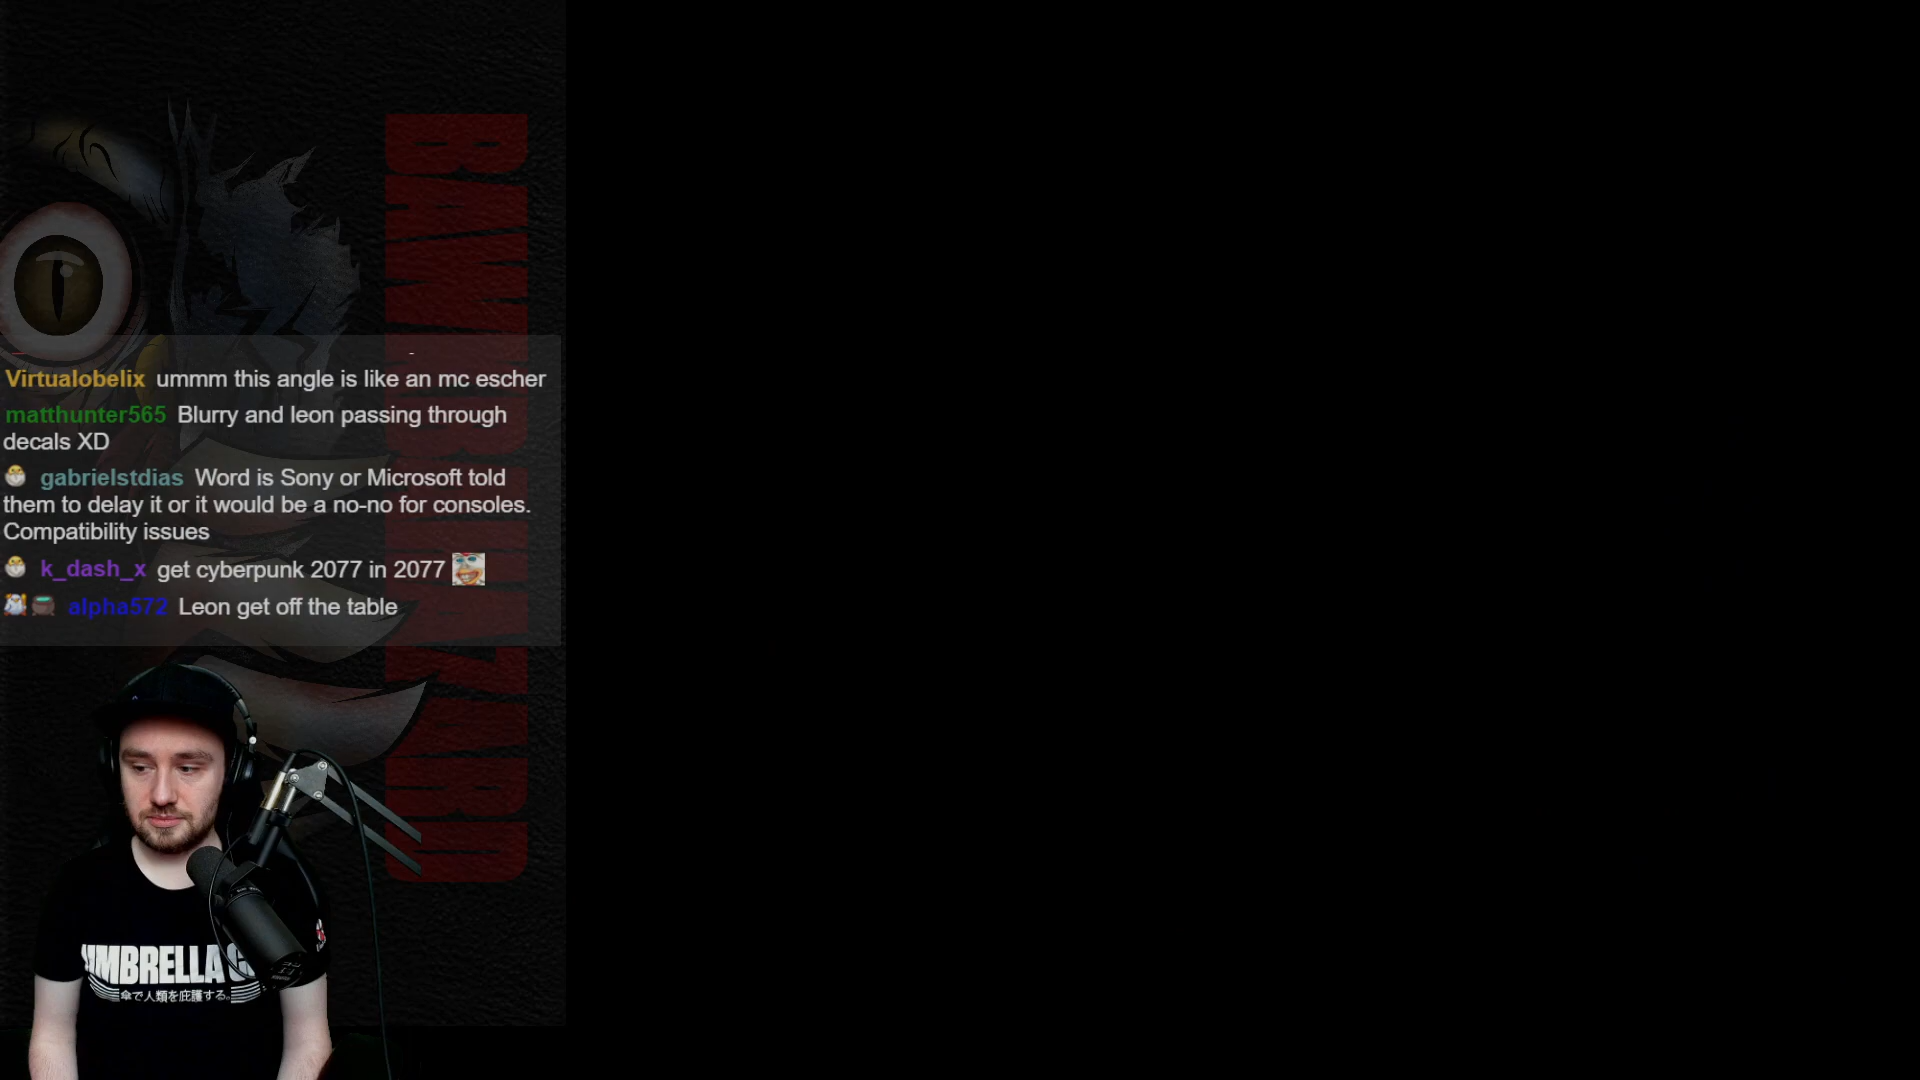 BAWKBASTARD
Virtualobelix ummm this angle is like an mc escher
matthunter565 Blurry and leon passing through
decals XD
gabrielstdias Word is Sony or Microsoft told
them to delay it or it would be a no-no for consoles.
Compatibility issues
k_dash_x get cyberpunk 2077 in 2077
alpha572 Leon get off the table
UMBRELLA C
傘で人類を庇護する。